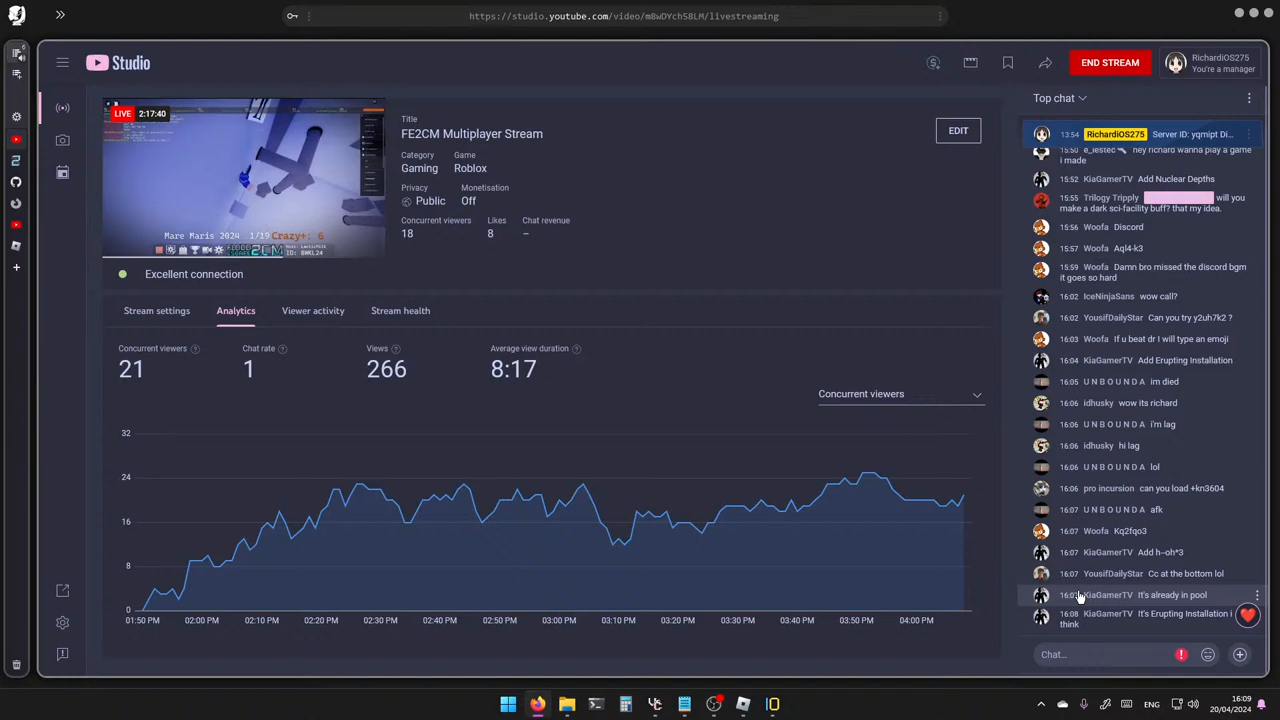 https://studio.youtube.com/video/m8wDYch58LM/livestreaming
6
Studio
END STREAM
RichardiOS275
You're a manager
LIVE 2:17:40
Mare Maris 2024 1/19 Crazy+: 6
ID: BWKL24
Title
FE2CM Multiplayer Stream
EDIT
Category Game
Gaming Roblox
Privacy Monetisation
Public Off
Concurrent viewers Likes Chat revenue
18 8 –
Excellent connection
Stream settings Analytics Viewer activity Stream health
Concurrent viewers Chat rate Views Average view duration
21 1 266 8:17
Concurrent viewers
32
24
16
8
0
01:50 PM 02:00 PM 02:10 PM 02:20 PM 02:30 PM 02:40 PM 02:50 PM 03:00 PM 03:10 PM 03:20 PM 03:30 PM 03:40 PM 03:50 PM 04:00 PM
Top chat
13:54 RichardiOS275 Server ID: yqmipt Di...
15:50 e_lestec hey richard wanna play a game
i made
15:52 KiaGamerTV Add Nuclear Depths
15:55 Trilogy Tripply will you
make a dark sci-facility buff? that my idea.
15:56 Woofa Discord
15:57 Woofa Aql4-k3
15:59 Woofa Damn bro missed the discord bgm
it goes so hard
16:02 IceNinjaSans wow call?
16:02 YousifDailyStar Can you try y2uh7k2 ?
16:03 Woofa If u beat dr I will type an emoji
16:04 KiaGamerTV Add Erupting Installation
16:05 U N B O U N D A im died
16:06 idhusky wow its richard
16:06 U N B O U N D A i'm lag
16:06 idhusky hi lag
16:06 U N B O U N D A lol
16:06 pro incursion can you load +kn3604
16:07 U N B O U N D A afk
16:07 Woofa Kq2fqo3
16:07 KiaGamerTV Add h--oh*3
16:07 YousifDailyStar Cc at the bottom lol
KiaGamerTV It's already in pool
16:08 KiaGamerTV It's Erupting Installation i
think
Chat...
ENG
16:09
20/04/2024